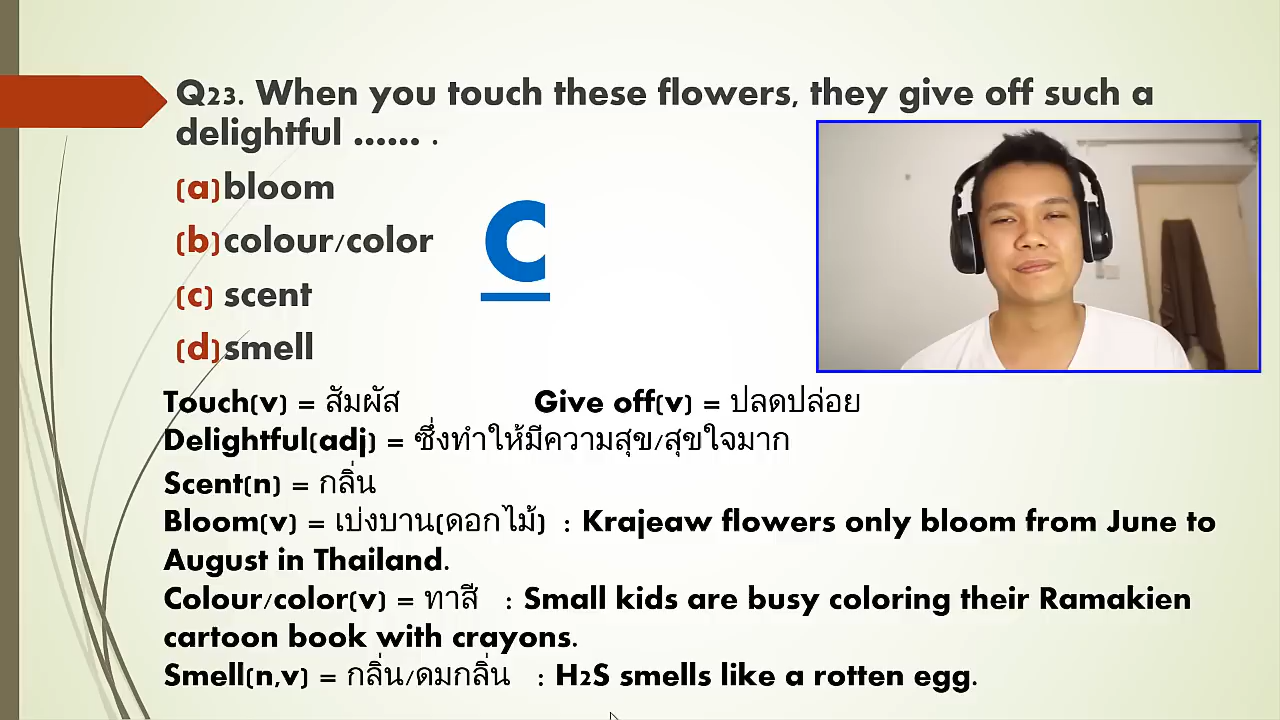 Q23. When you touch these flowers, they give off such a
delightful ...... .
(a)bloom
(b)colour/color
(c) scent
(d)smell
C
Touch(v) = สัมผัส Give off(v) = ปลดปล่อย
Delightful(adj) = ซึ่งทำให้มีความสุข/สุขใจมาก
Scent(n) = กลิ่น
Bloom(v) = เบ่งบาน(ดอกไม้) : Krajeaw flowers only bloom from June to
August in Thailand.
Colour/color(v) = ทาสี : Small kids are busy coloring their Ramakien
cartoon book with crayons.
Smell(n,v) = กลิ่น/ดมกลิ่น : H2S smells like a rotten egg.